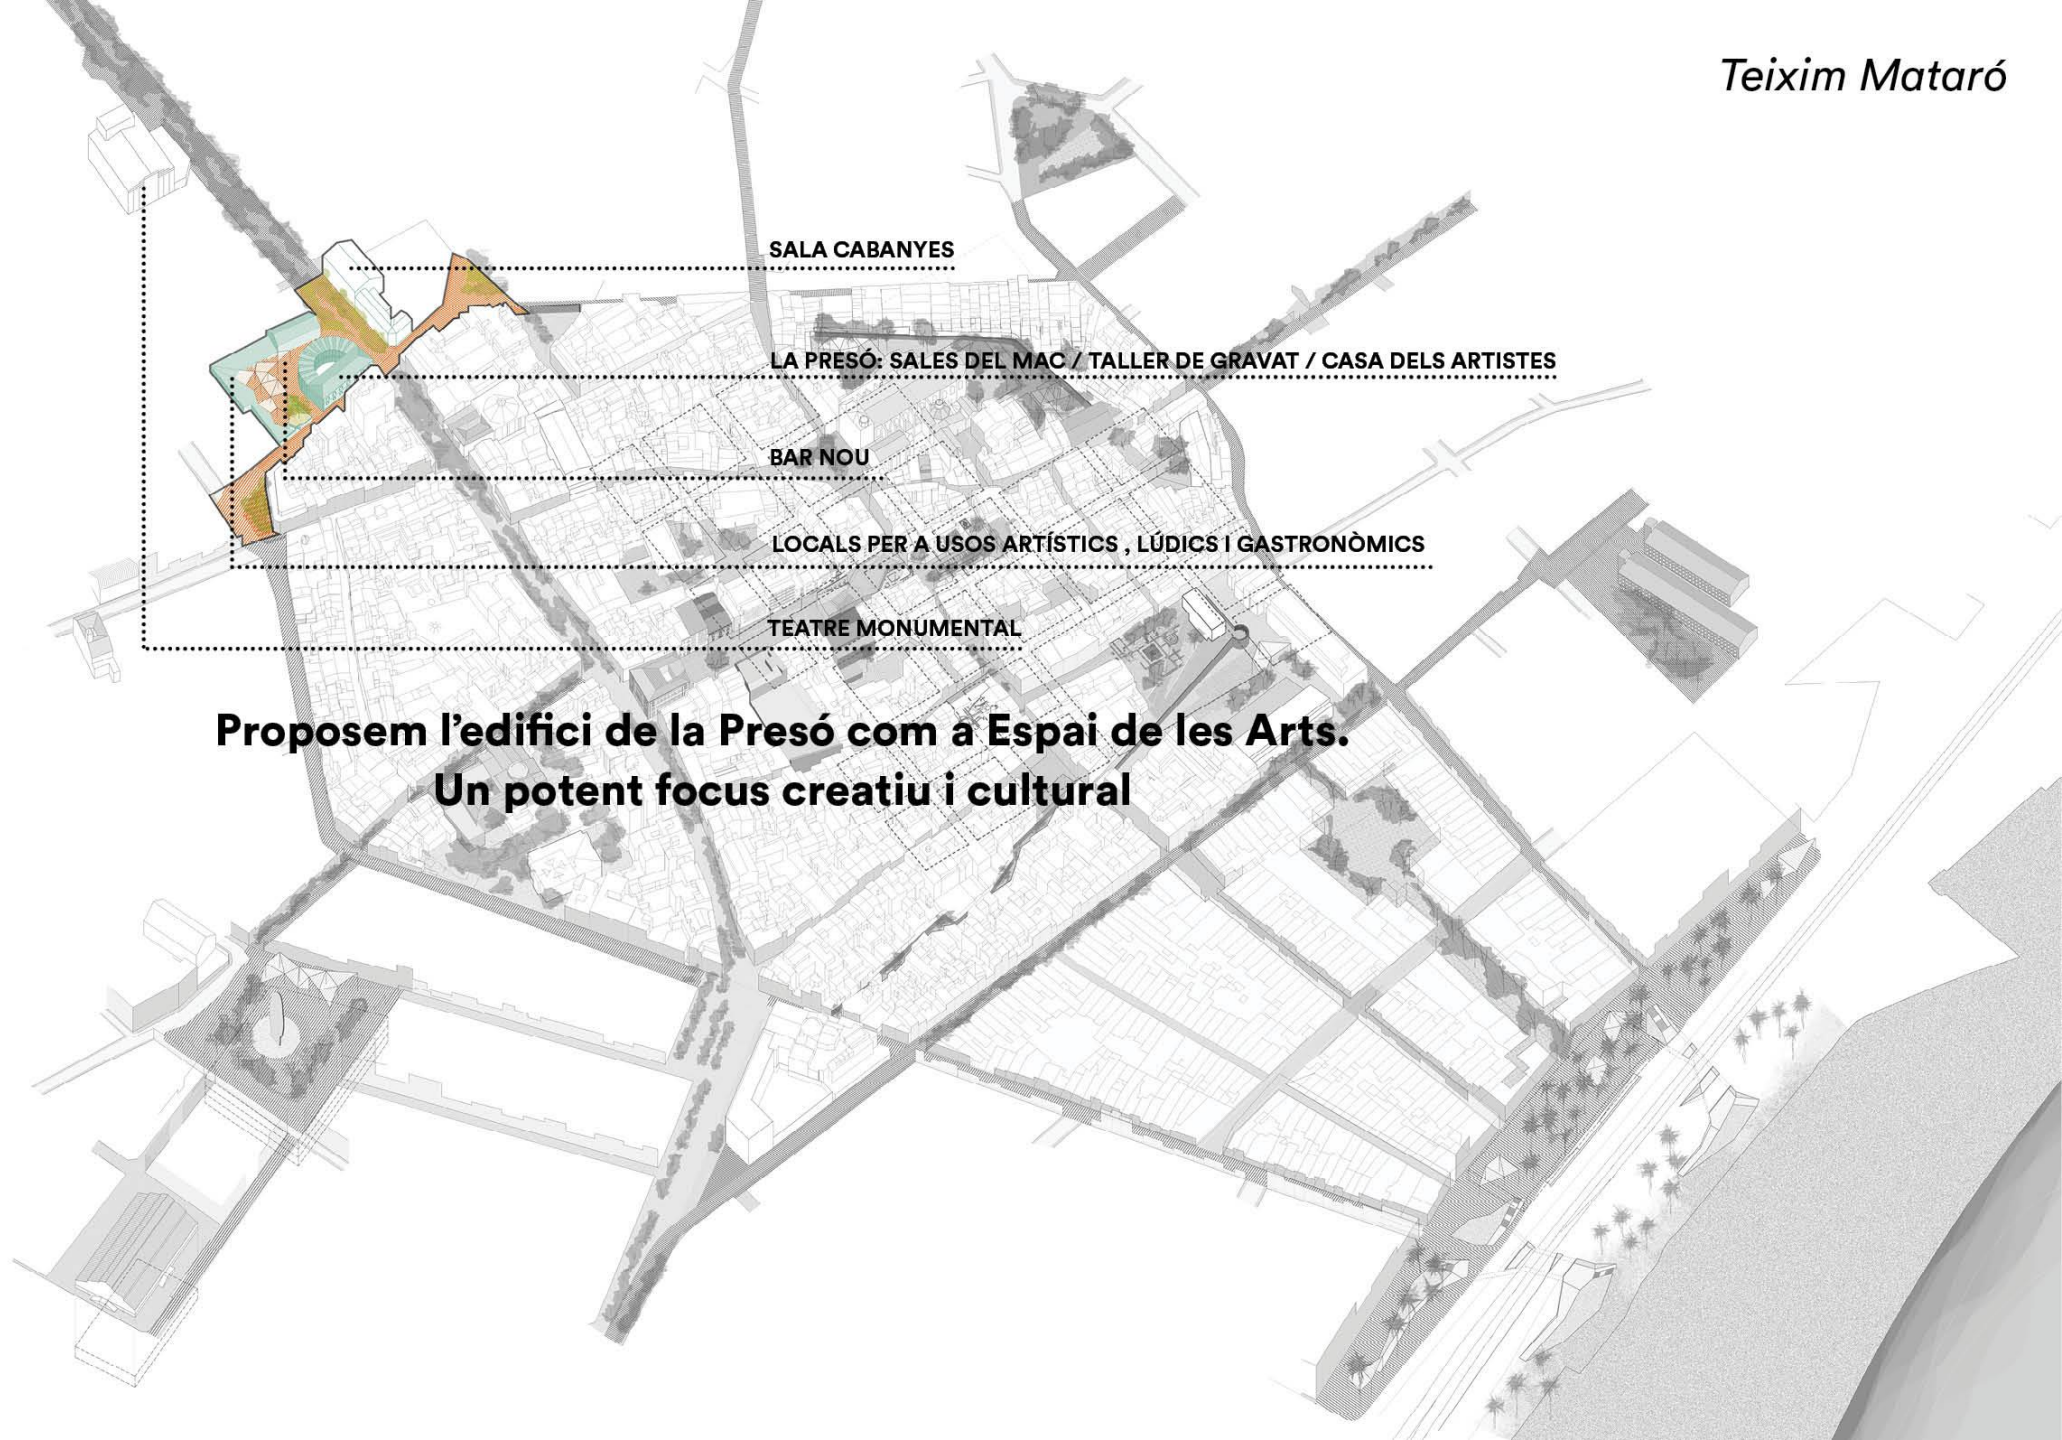 Teixim Mataró
SALA CABANYES
LA PRESÓ: SALES DEL MAC / TALLER DE GRAVAT / CASA DELS ARTISTES
BAR NOU
LOCALS PER A USOS ARTÍSTICS , LÚDICS I GASTRONÒMICS
TEATRE MONUMENTAL
Proposem l’edifici de la Presó com a Espai de les Arts.
Un potent focus creatiu i cultural